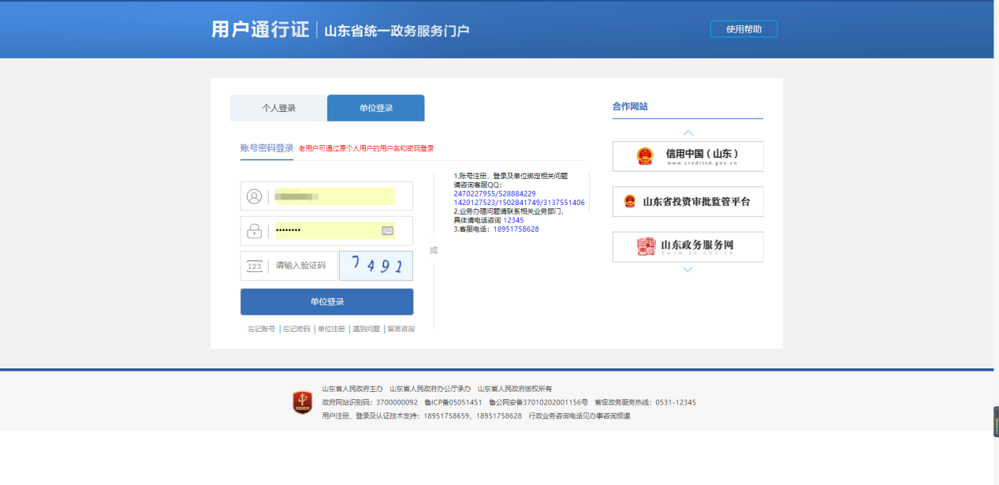 用户通行证 山东省统一政务服务门户
使用帮助
个人登录 单位登录
账号密码登录 老用户可通过原个人用户的用户名和密码登录
请输入验证码 7491
123
单位登录
忘记账号 | 忘记密码 | 单位注册 | 遇到问题 | 留言咨询
或
1.账号注册，登录及单位绑定相关问题
请咨询客服QQ：
2470227955/528884229
1420127523/1502841749/3137551406
2.业务办理问题请联系相关业务部门，
具体请电话咨询 12345
3.客服电话：18951758628
合作网站
信用中国（山东）
www.creditsd.gov.cn
山东省投资审批监管平台
山东政务服务网
ZWFW.SD.GOV.CN
山东省人民政府主办 山东省人民政府办公厅承办 山东省人民政府版权所有
政府网站识别码：3700000092 鲁ICP备05051451 鲁公网安备37010202001156号 省级政务服务热线：0531-12345
用户注册、登录及认证技术支持：18951758659、18951758628 行政业务咨询电话见办事咨询频道